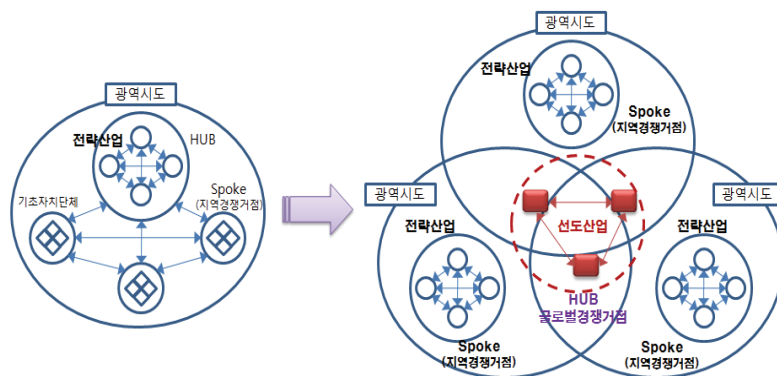 광역시도
전략산업
HUB
기초자치단체
Spoke
(지역경쟁거점)
광역시도
전략산업
Spoke
(지역경쟁거점)
광역시도
광역시도
선도산업
전략산업
전략산업
HUB
글로벌경쟁거점
Spoke
(지역경쟁거점)
Spoke
(지역경쟁거점)